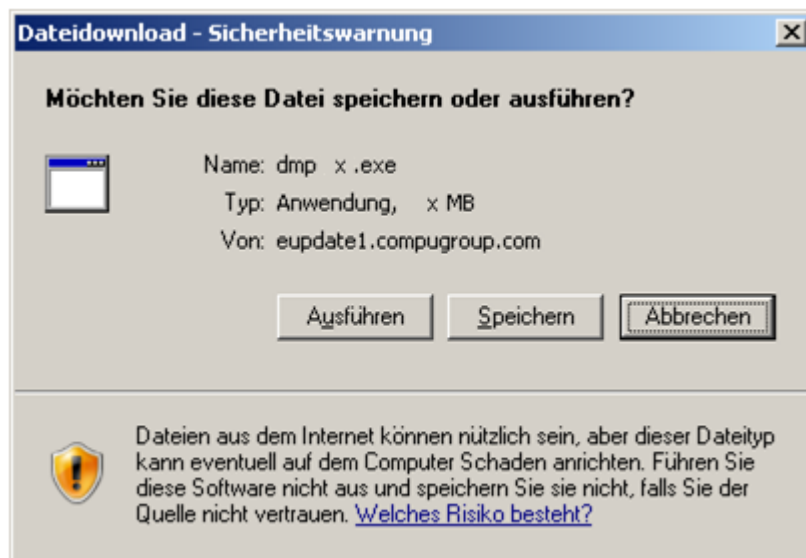 Dateidownload - Sicherheitswarnung
Möchten Sie diese Datei speichern oder ausführen?
Name: dmp x .exe
Typ: Anwendung, x MB
Von: eupdate1.compugroup.com
Ausführen Speichern Abbrechen
Dateien aus dem Internet können nützlich sein, aber dieser Dateityp
kann eventuell auf dem Computer Schaden anrichten. Führen Sie
diese Software nicht aus und speichern Sie sie nicht, falls Sie der
Quelle nicht vertrauen. Welches Risiko besteht?